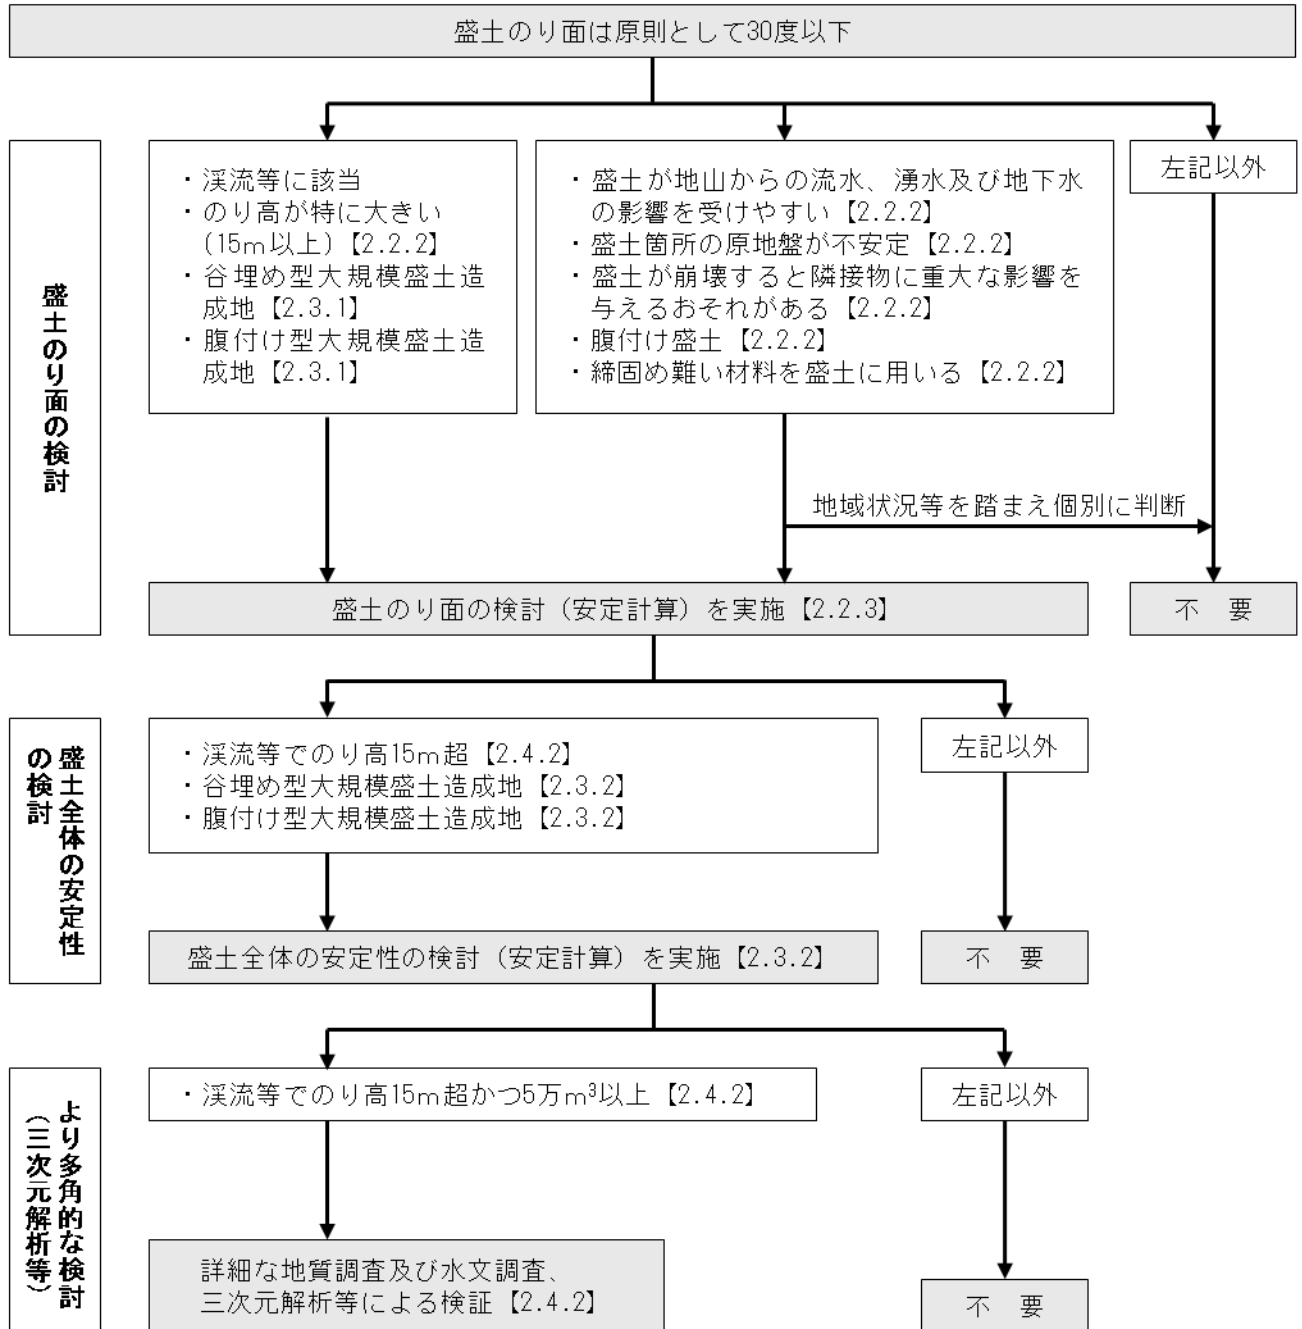 盛土のり面は原則として30度以下
盛土のり面の検討
・渓流等に該当
・のり高が特に大きい
(15m以上)【2.2.2】
・谷埋め型大規模盛土造
成地【2.3.1】
・腹付け型大規模盛土造
成地【2.3.1】
・盛土が地山からの流水、湧水及び地下水
の影響を受けやすい【2.2.2】
・盛土箇所の原地盤が不安定【2.2.2】
・盛土が崩壊すると隣接物に重大な影響を
与えるおそれがある【2.2.2】
・腹付け盛土【2.2.2】
・締固め難い材料を盛土に用いる【2.2.2】
左記以外
地域状況等を踏まえ個別に判断
盛土のり面の検討（安定計算）を実施【2.2.3】
不　要
盛土全体の安定性
の検討
・渓流等でのり高15m超【2.4.2】
・谷埋め型大規模盛土造成地【2.3.2】
・腹付け型大規模盛土造成地【2.3.2】
左記以外
盛土全体の安定性の検討（安定計算）を実施【2.3.2】
不　要
より多角的な検討
（三次元解析等）
・渓流等でのり高15m超かつ5万m³以上【2.4.2】
左記以外
詳細な地質調査及び水文調査、
三次元解析等による検証【2.4.2】
不　要